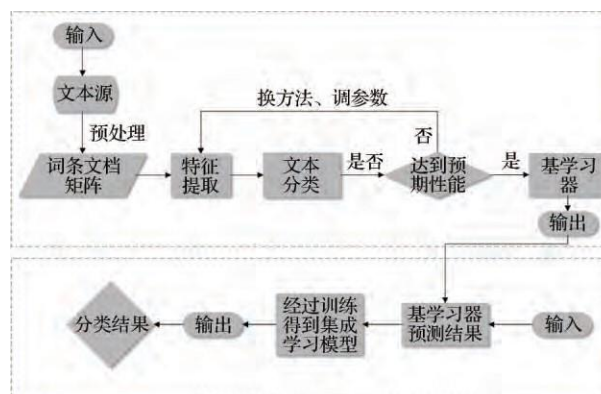 输入
文本源
预处理
换方法、调参数
否
词条文档
矩阵
特征
提取
文本
分类
是否
达到预
期性能
是
基学习
器
输出
输入
基学习器
预测结果
经过训练
得到集成
学习模型
输出
分类结果